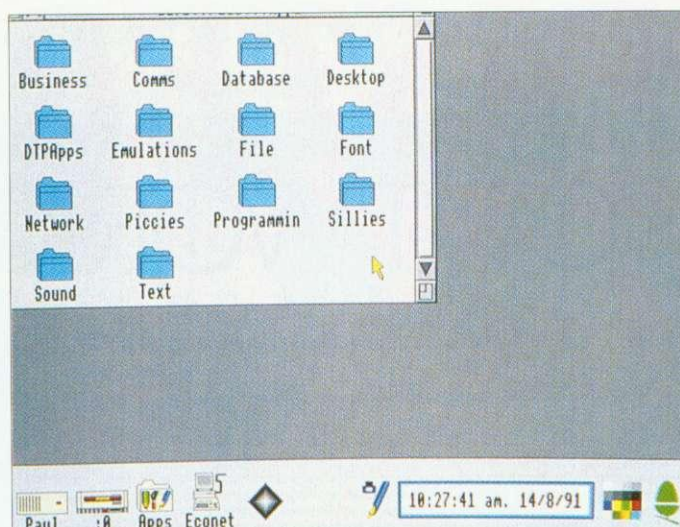 Business Comms Database Desktop
DTPApps Emulations File Font
Network Piccies Programmin Sillies
Sound Text
10:27:41 am. 14/8/91
Paul :0 Apps Econet